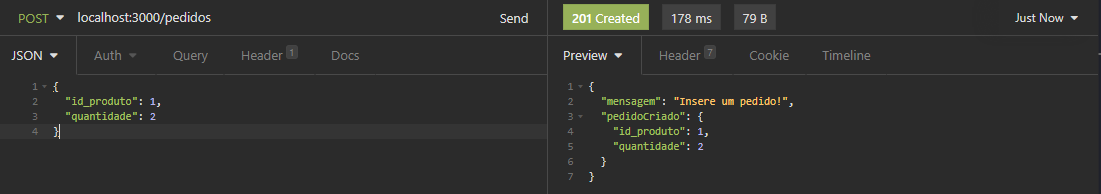 POST localhost:3000/pedidos Send
JSON Auth Query Header 1 Docs
1 {
2 "id_produto": 1,
3 "quantidade": 2
4 }
201 Created 178 ms 79 B Just Now
Preview Header 7 Cookie Timeline
1 {
2 "mensagem": "Insere um pedido!",
3 "pedidoCriado": {
4 "id_produto": 1,
5 "quantidade": 2
6 }
7 }